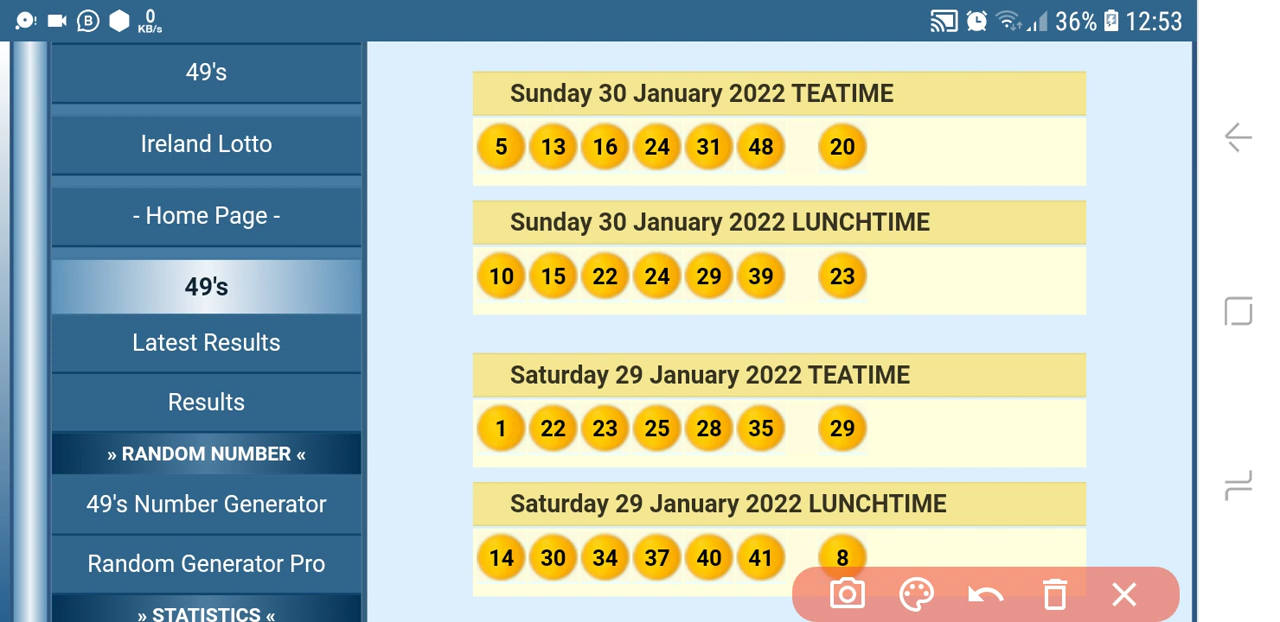 0
KB/s
36% 12:53
49's
Ireland Lotto
- Home Page -
49's
Latest Results
Results
» RANDOM NUMBER «
49's Number Generator
Random Generator Pro
» STATISTICS «
Sunday 30 January 2022 TEATIME
5 13 16 24 31 48 20
Sunday 30 January 2022 LUNCHTIME
10 15 22 24 29 39 23
Saturday 29 January 2022 TEATIME
1 22 23 25 28 35 29
Saturday 29 January 2022 LUNCHTIME
14 30 34 37 40 41 8